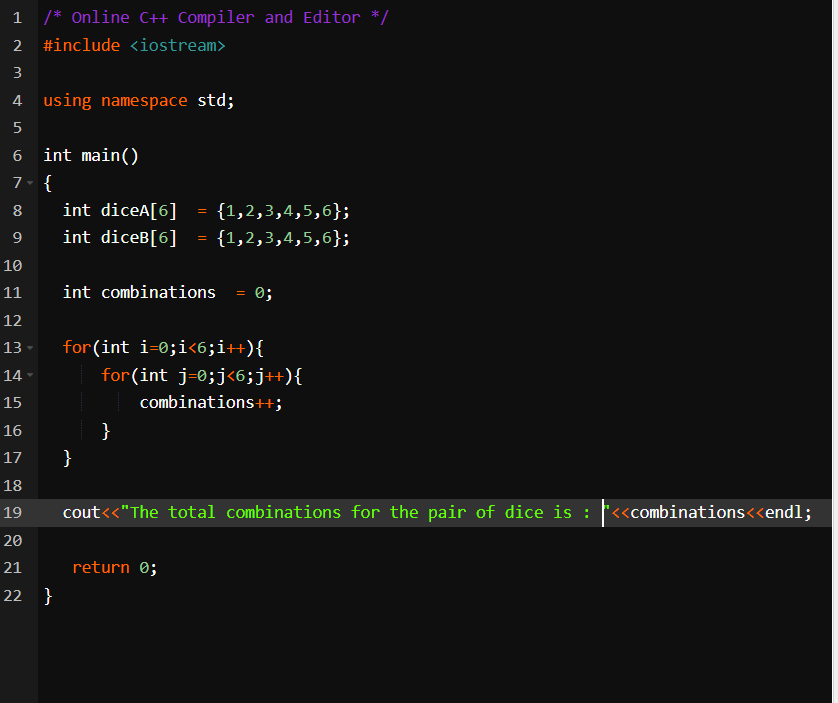 1 /* Online C++ Compiler and Editor */
2 #include <iostream>
3
4 using namespace std;
5
6 int main()
7 {
8   int diceA[6]  = {1,2,3,4,5,6};
9   int diceB[6]  = {1,2,3,4,5,6};
10
11   int combinations  = 0;
12
13   for(int i=0;i<6;i++){
14       for(int j=0;j<6;j++){
15           combinations++;
16       }
17   }
18
19   cout<<"The total combinations for the pair of dice is : "<<combinations<<endl;
20
21    return 0;
22 }